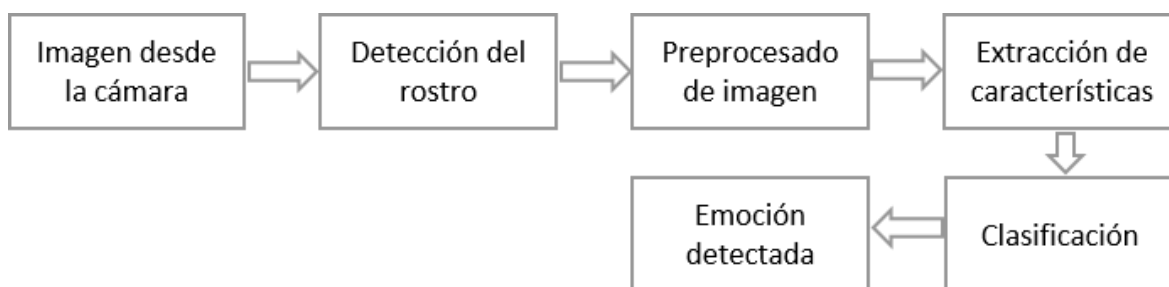 Imagen desde
la cámara
Detección del
rostro
Preprocesado
de imagen
Extracción de
características
Clasificación
Emoción
detectada